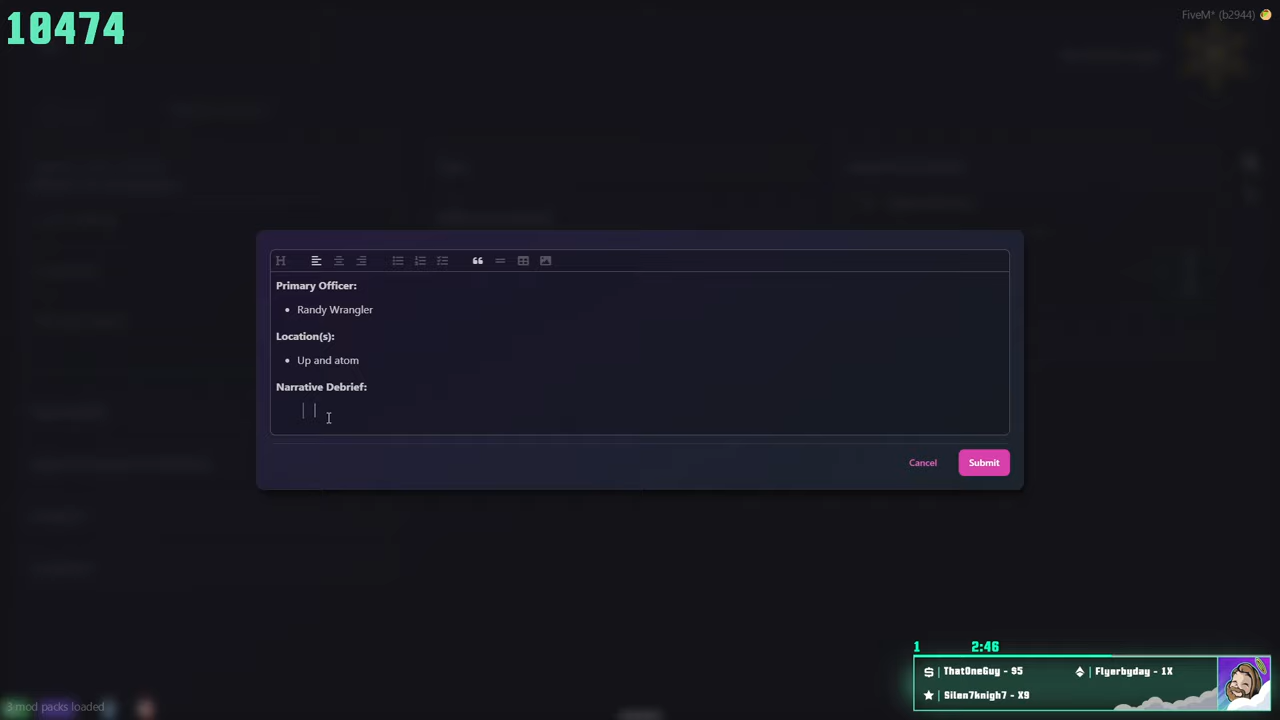 10474
FiveM* (b2944)
Primary Officer:
• Randy Wrangler
Location(s):
• Up and atom
Narrative Debrief:
Cancel
Submit
1 2:46
$ | ThatOneGuy - 95
| Flyerbyday - 1X
★ | Silen7knigh7 - X9
3 mod packs loaded